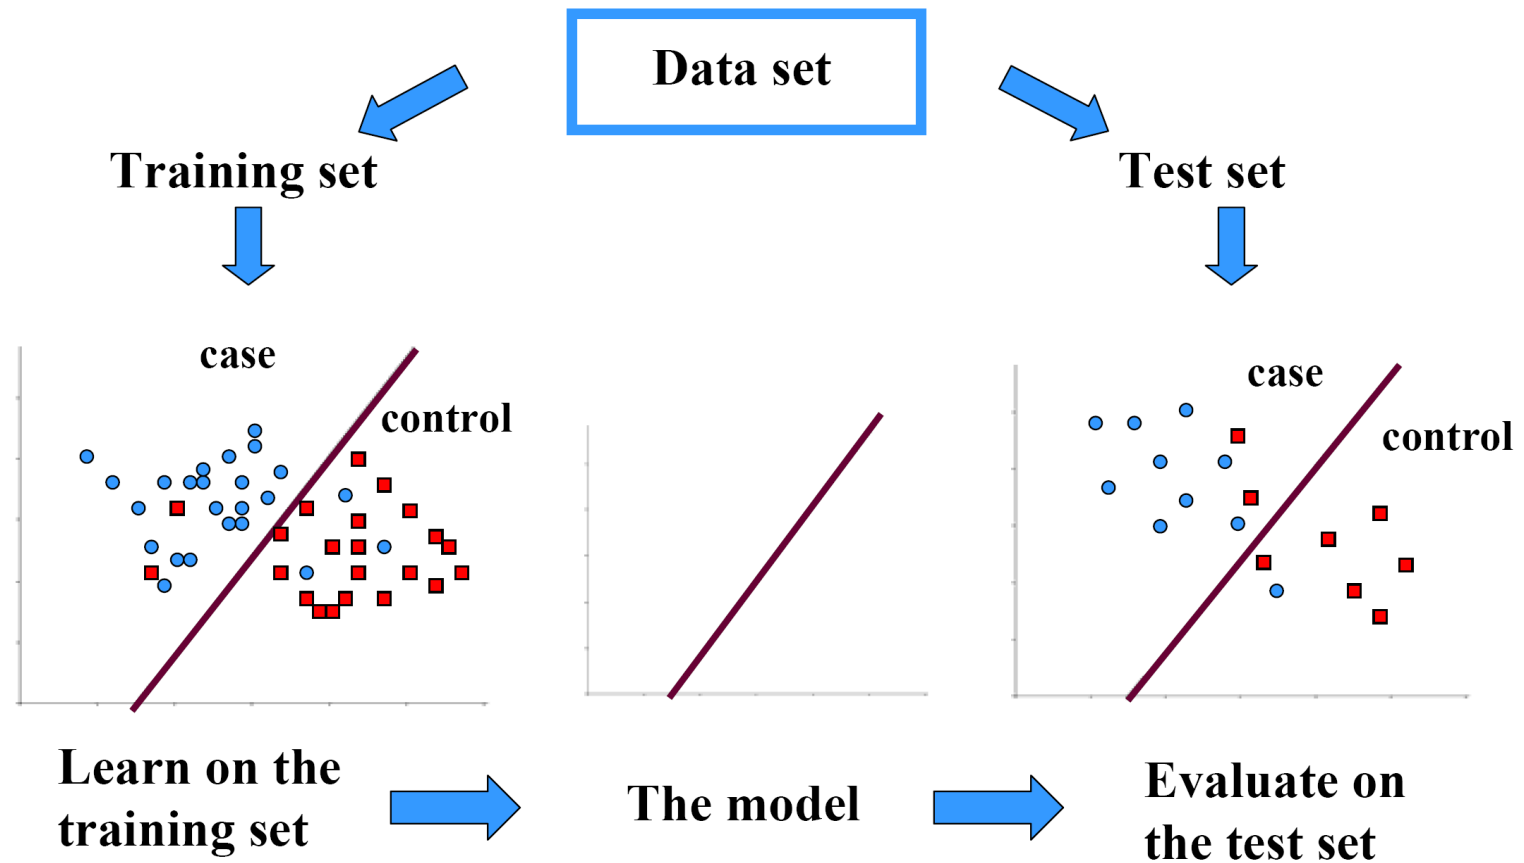 Data set
Training set
Test set
case
control
case
control
Learn on the
training set
The model
Evaluate on
the test set